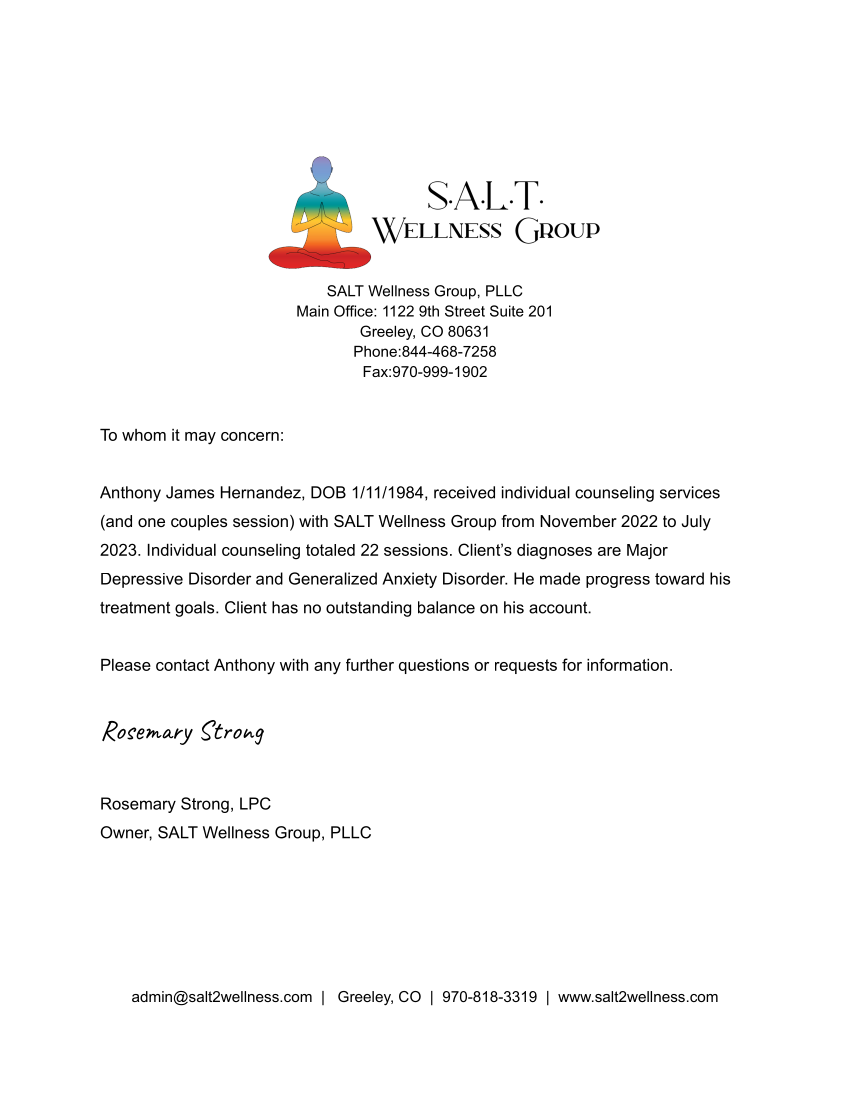 S.A.L.T.
WELLNESS GROUP
SALT Wellness Group, PLLC
Main Office: 1122 9th Street Suite 201
Greeley, CO 80631
Phone:844-468-7258
Fax:970-999-1902
To whom it may concern:
Anthony James Hernandez, DOB 1/11/1984, received individual counseling services
(and one couples session) with SALT Wellness Group from November 2022 to July
2023. Individual counseling totaled 22 sessions. Client’s diagnoses are Major
Depressive Disorder and Generalized Anxiety Disorder. He made progress toward his
treatment goals. Client has no outstanding balance on his account.
Please contact Anthony with any further questions or requests for information.
Rosemary Strong
Rosemary Strong, LPC
Owner, SALT Wellness Group, PLLC
admin@salt2wellness.com | Greeley, CO | 970-818-3319 | www.salt2wellness.com